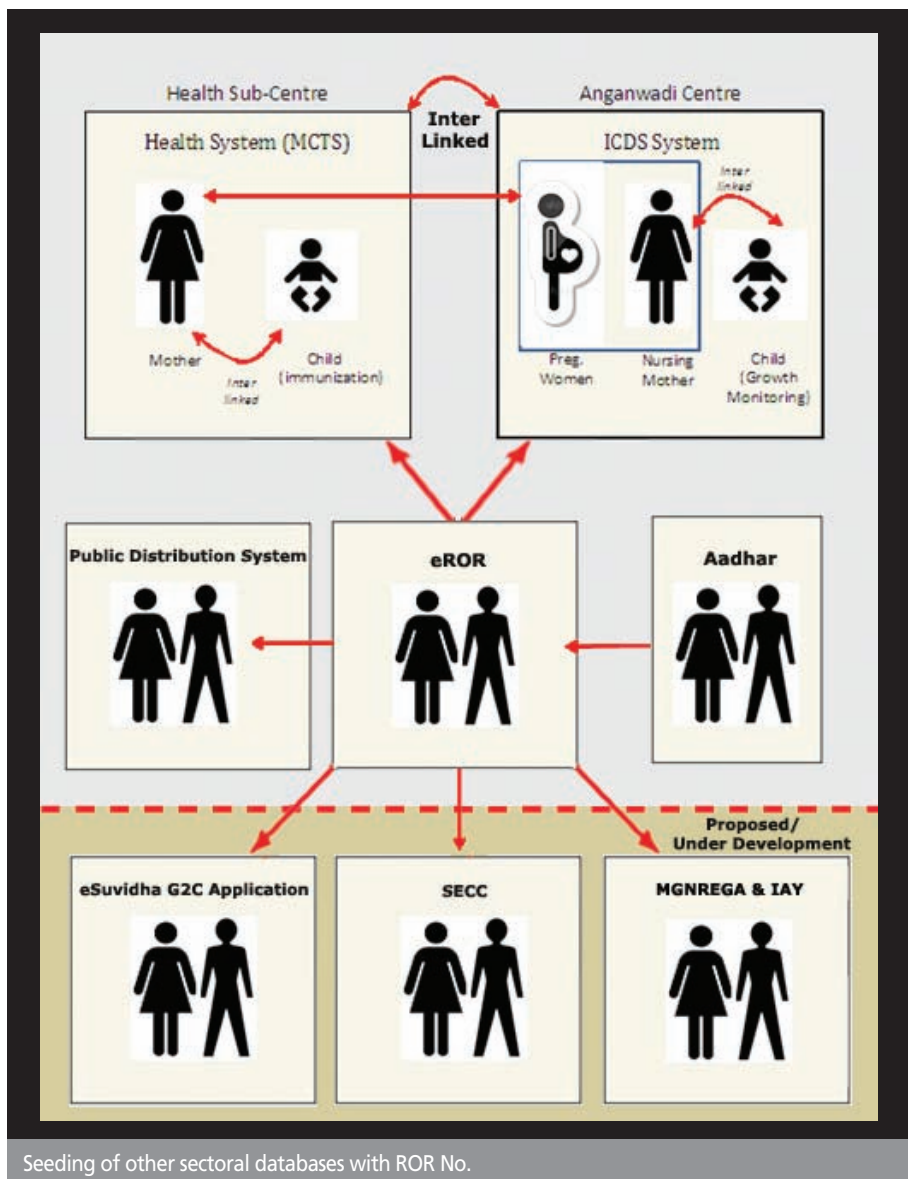 Health Sub-Centre
Anganwadi Centre
Inter
Linked
Health System (MCTS)
ICDS System
Inter
linked
Mother
Inter
linked
Child
(immunization)
Preg.
Women
Nursing
Mother
Child
(Growth
Monitoring)
Public Distribution System
eROR
Aadhar
Proposed/
Under Development
eSuvidha G2C Application
SECC
MGNREGA & IAY
Seeding of other sectoral databases with ROR No.